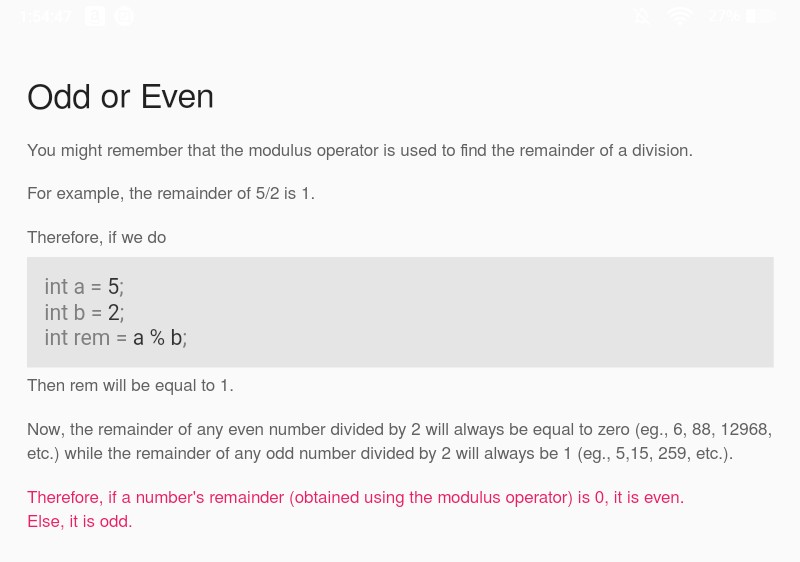 1:54:47
77%
Odd or Even
You might remember that the modulus operator is used to find the remainder of a division.
For example, the remainder of 5/2 is 1.
Therefore, if we do
int a = 5;
int b = 2;
int rem = a % b;
Then rem will be equal to 1.
Now, the remainder of any even number divided by 2 will always be equal to zero (eg., 6, 88, 12968,
etc.) while the remainder of any odd number divided by 2 will always be 1 (eg., 5,15, 259, etc.).
Therefore, if a number's remainder (obtained using the modulus operator) is 0, it is even.
Else, it is odd.